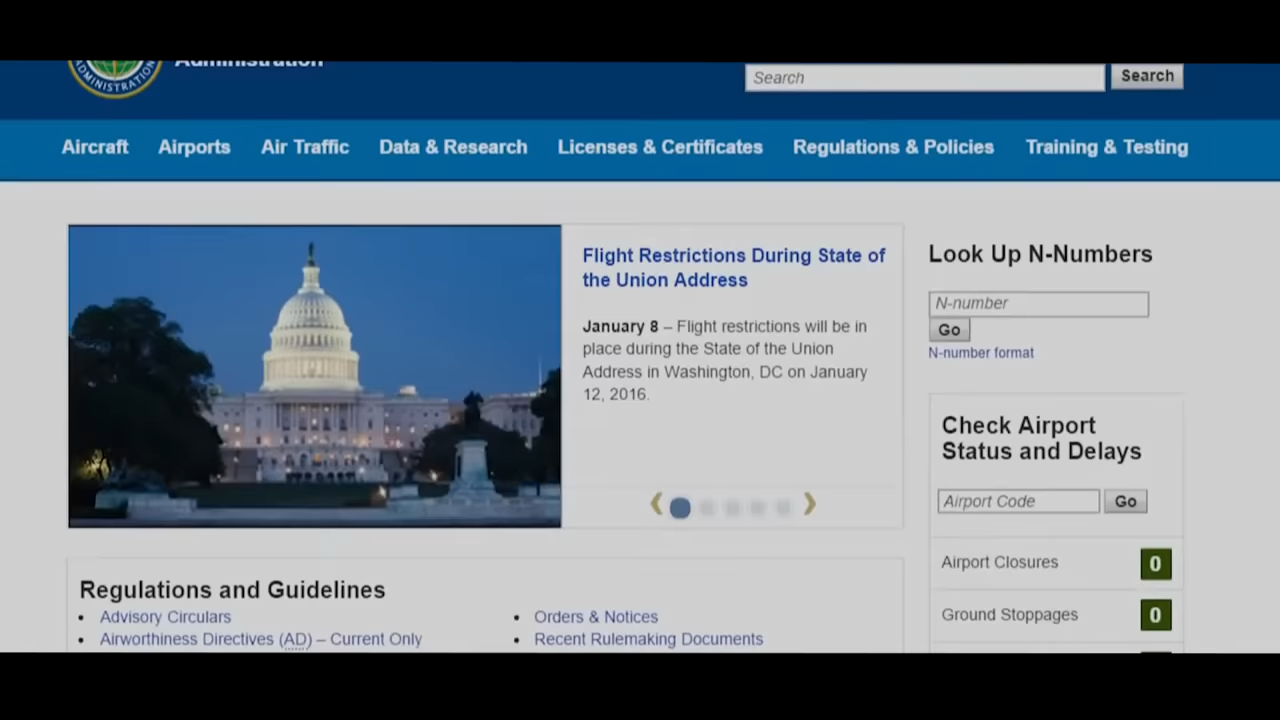 ADMINISTRATION
Administration
Search
Search
Aircraft
Airports
Air Traffic
Data & Research
Licenses & Certificates
Regulations & Policies
Training & Testing
Flight Restrictions During State of
the Union Address
January 8 – Flight restrictions will be in
place during the State of the Union
Address in Washington, DC on January
12, 2016.
Look Up N-Numbers
N-number
Go
N-number format
Check Airport
Status and Delays
Airport Code
Go
Airport Closures
0
Ground Stoppages
0
Regulations and Guidelines
• Advisory Circulars
• Airworthiness Directives (AD) – Current Only
• Orders & Notices
• Recent Rulemaking Documents